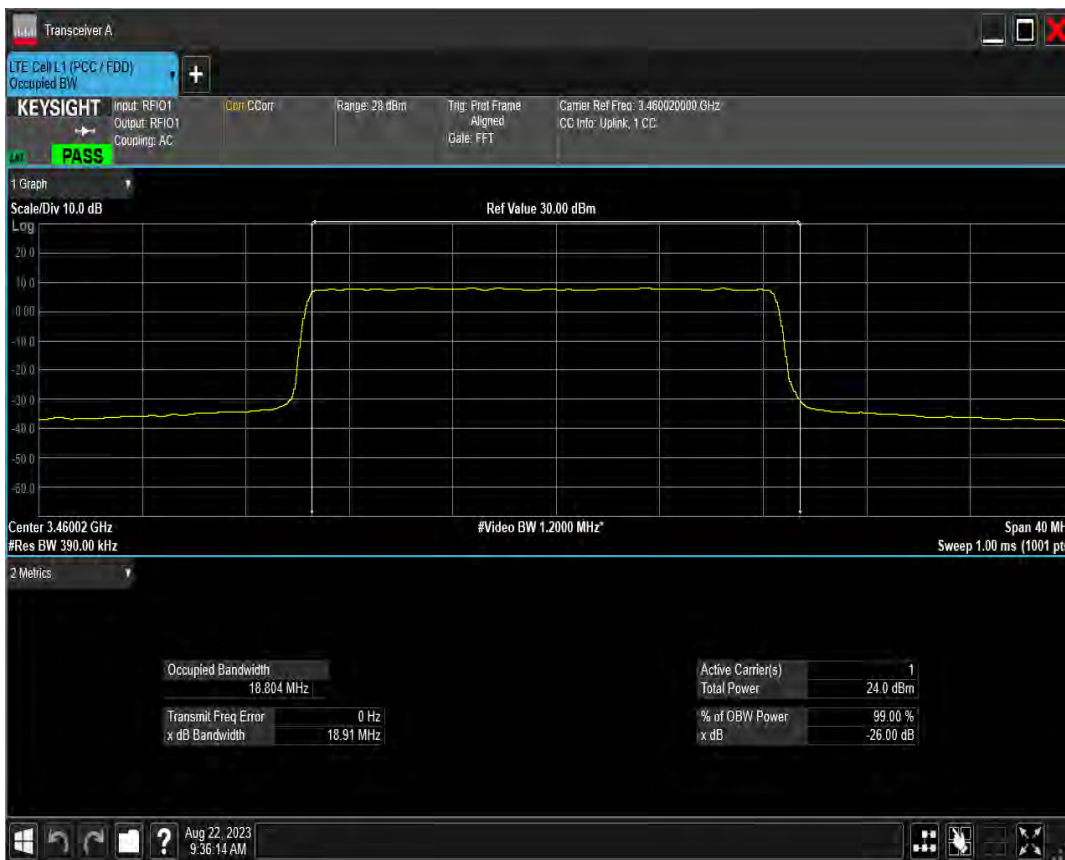 Transceiver A
LTE Cell L1 (PCC / FDD)
Occupied BW
+
KEYSIGHT
PASS
Input: RFIO1
Output: RFIO1
Coupling: AC
Corr CCorr
Range: 28 dBm
Trig: Prot Frame
Aligned
Gate: FFT
Carrier Ref Freq: 3.460020000 GHz
CC Info: Uplink, 1 CC
1 Graph
Scale/Div 10.0 dB
Ref Value 30.00 dBm
Log
20.0
10.0
0.00
-10.0
-20.0
-30.0
-40.0
-50.0
-60.0
Center 3.46002 GHz
#Video BW 1.2000 MHz*
Span 40 MH
#Res BW 390.00 kHz
Sweep 1.00 ms (1001 pt
2 Metrics
Occupied Bandwidth
18.804 MHz
Transmit Freq Error 0 Hz
x dB Bandwidth 18.91 MHz
Active Carrier(s) 1
Total Power 24.0 dBm
% of OBW Power 99.00 %
x dB -26.00 dB
?
Aug 22, 2023
9:36:14 AM